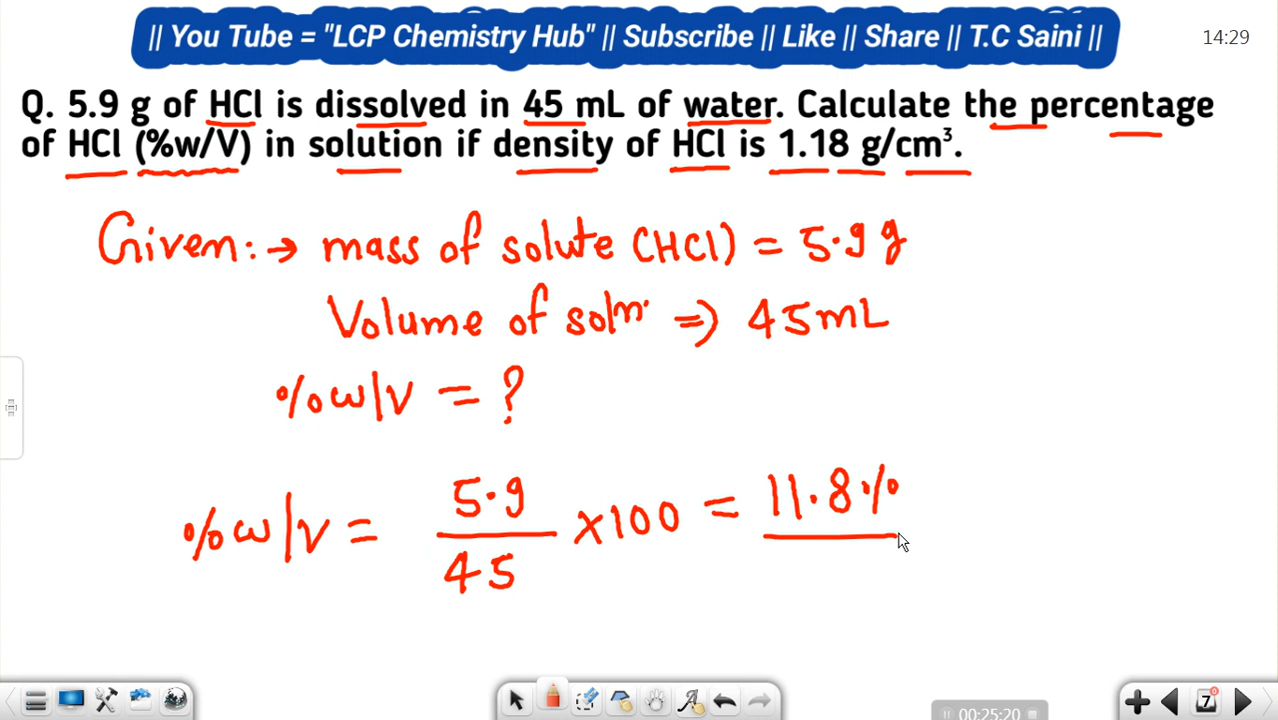 || You Tube = "LCP Chemistry Hub" || Subscribe || Like || Share || T.C Saini ||
14:29
Q. 5.9 g of HCl is dissolved in 45 mL of water. Calculate the percentage
of HCl (%w/V) in solution if density of HCl is 1.18 g/cm³.
Given:→ mass of solute (HCl) = 5.9 g
Volume of soln. => 45mL
%w/v = ?
%w/v = 5.9/45 ×100 = 11.8%
7
00:25:20